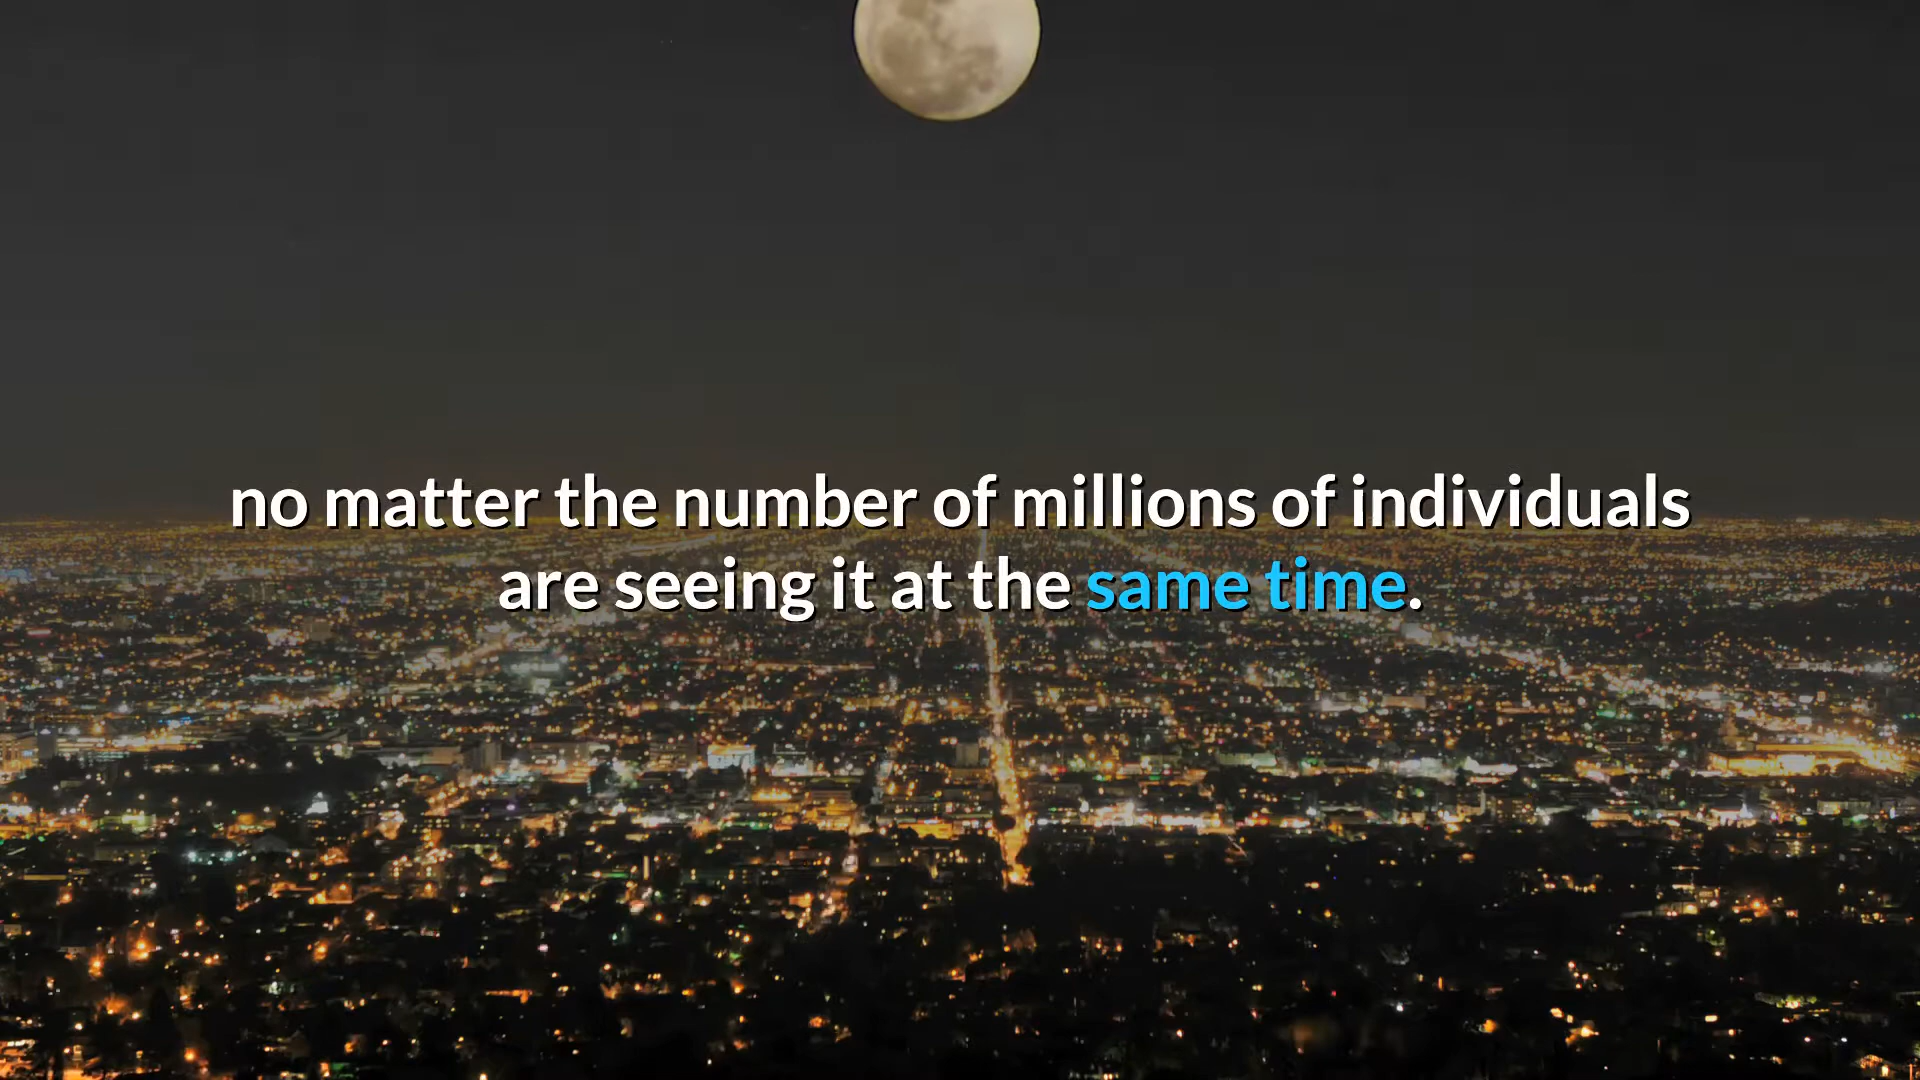 no matter the number of millions of individuals
are seeing it at the same time.